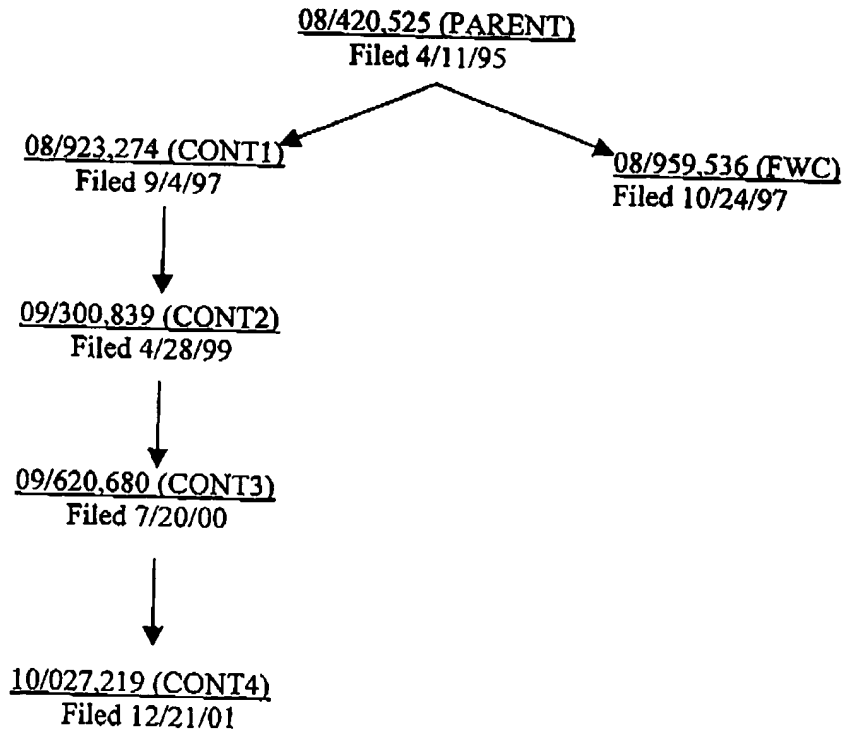 08/420,525 (PARENT)
Filed 4/11/95
08/923,274 (CONT1)
Filed 9/4/97
08/959,536 (FWC)
Filed 10/24/97
09/300,839 (CONT2)
Filed 4/28/99
09/620,680 (CONT3)
Filed 7/20/00
10/027,219 (CONT4)
Filed 12/21/01